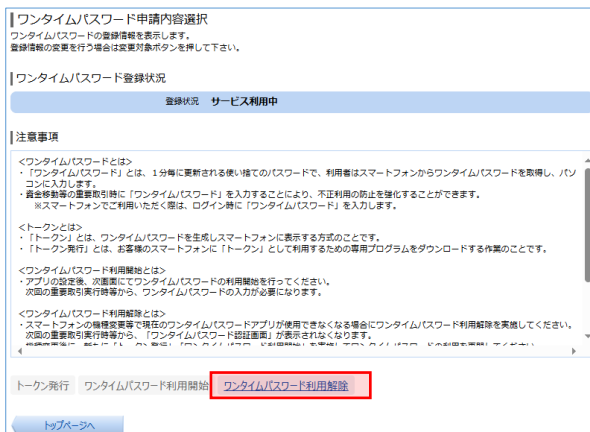 ワンタイムパスワード申請内容選択
ワンタイムパスワードの登録情報を表示します。
登録情報の変更を行う場合は変更対象ボタンを押して下さい。
ワンタイムパスワード登録状況
登録状況 サービス利用中
注意事項
<ワンタイムパスワードとは>
・「ワンタイムパスワード」とは、1分毎に更新される使い捨てのパスワードで、利用者はスマートフォンからワンタイムパスワードを取得し、パソ
コンに入力します。
・資金移動等の重要取引時に「ワンタイムパスワード」を入力することにより、不正利用の防止を強化することができます。
※スマートフォンでご利用いただく際は、ログイン時に「ワンタイムパスワード」を入力します。
<トークンとは>
・「トークン」とは、ワンタイムパスワードを生成しスマートフォンに表示する方式のことです。
・「トークン発行」とは、お客様のスマートフォンに「トークン」として利用するための専用プログラムをダウンロードする作業のことです。
<ワンタイムパスワード利用開始とは>
・アプリの設定後、次画面にてワンタイムパスワードの利用開始を行ってください。
次回の重要取引実行時等から、ワンタイムパスワードの入力が必要になります。
<ワンタイムパスワード利用解除とは>
・スマートフォンの機種変更等で現在のワンタイムパスワードアプリが使用できなくなる場合にワンタイムパスワード利用解除を実施してください。
次回の重要取引実行時等から、「ワンタイムパスワード認証画面」が表示されなくなります。
トークン発行 ワンタイムパスワード利用開始 ワンタイムパスワード利用解除
トップページへ